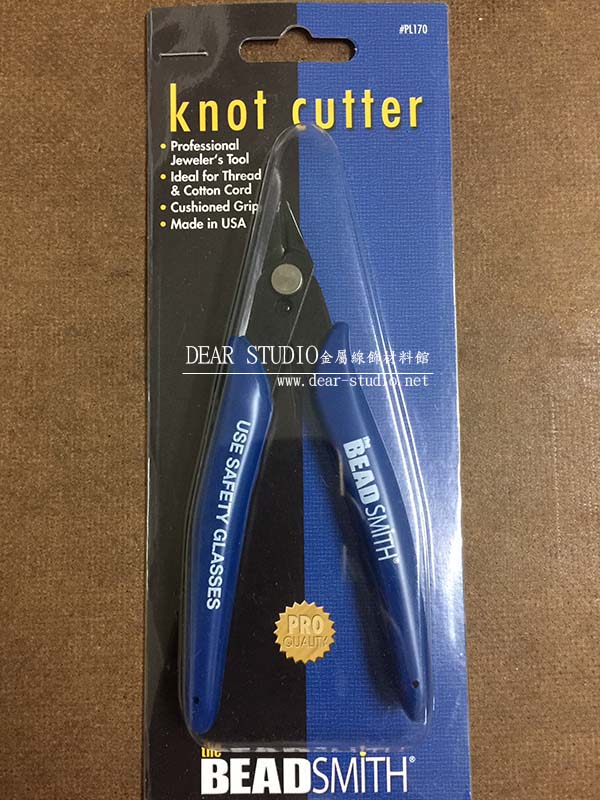 #PL170
knot cutter
• Professional
Jeweler's Tool
• Ideal for Thread
& Cotton Cord
• Cushioned Grip
• Made in USA
DEAR STUDIO金屬線飾材料館
www.dear-studio.net
USE SAFETY GLASSES
THE
BEADSMITH®
PRO
QUALITY
the
BEADSMITH®